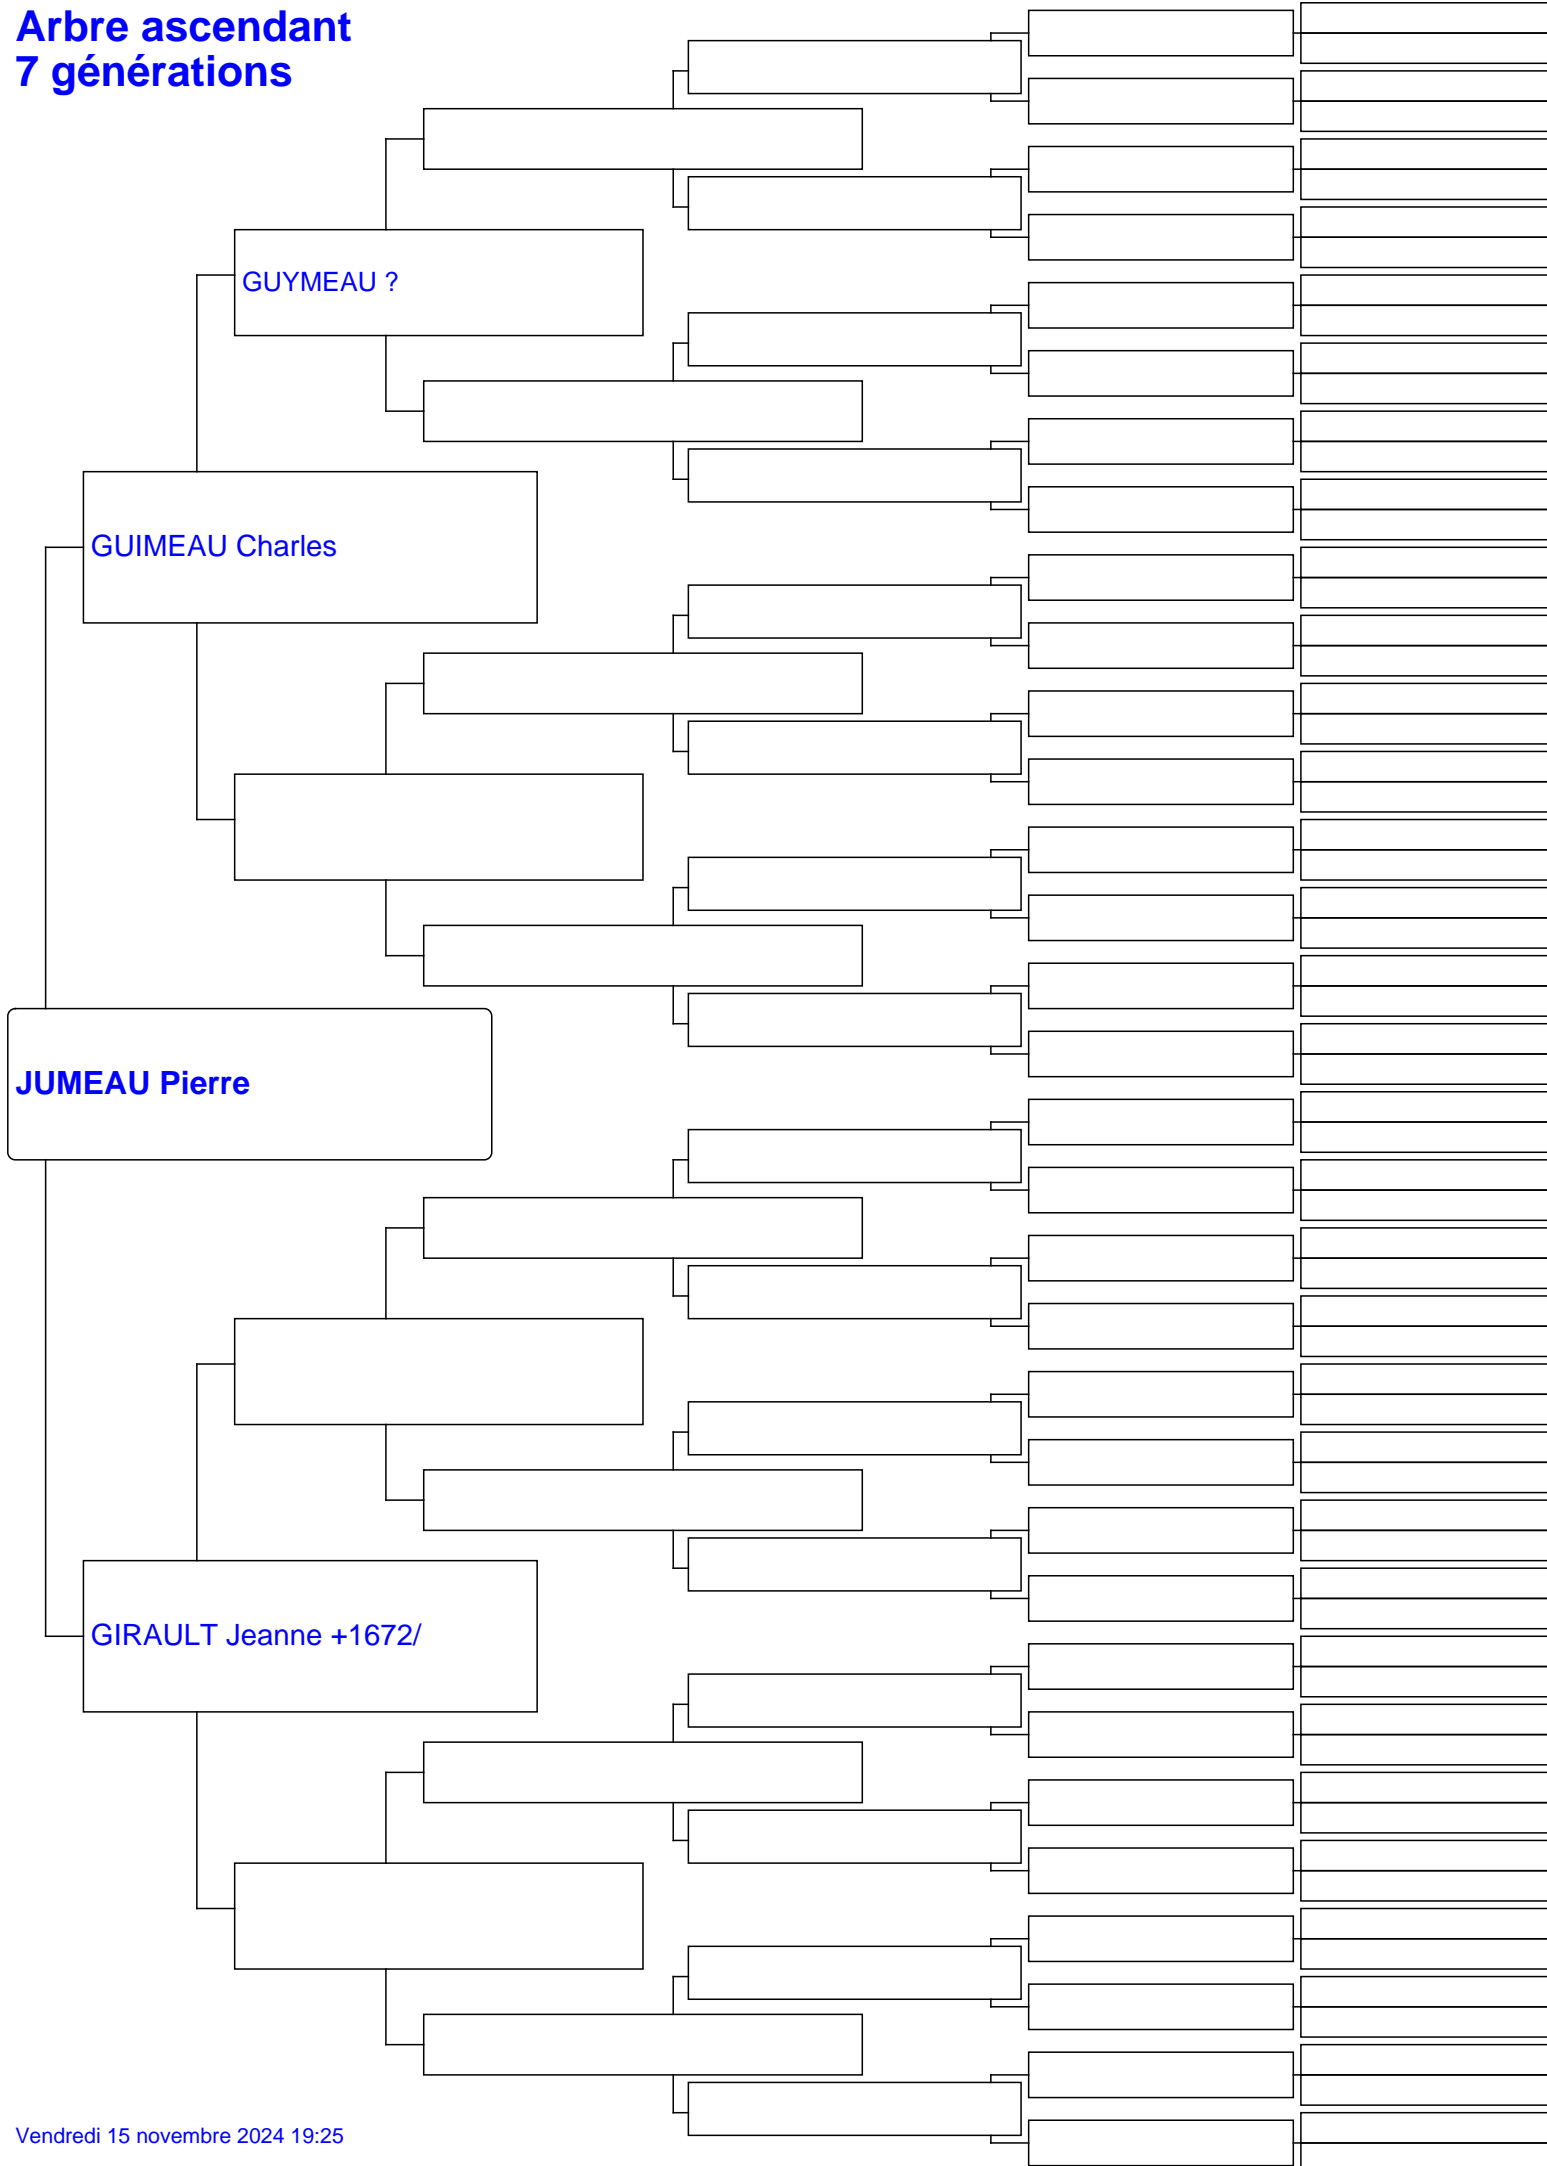 Arbre ascendant
7 générations
GUYMEAU ?
GUIMEAU Charles
JUMEAU Pierre
GIRAULT Jeanne +1672/
Vendredi 15 novembre 2024 19:25